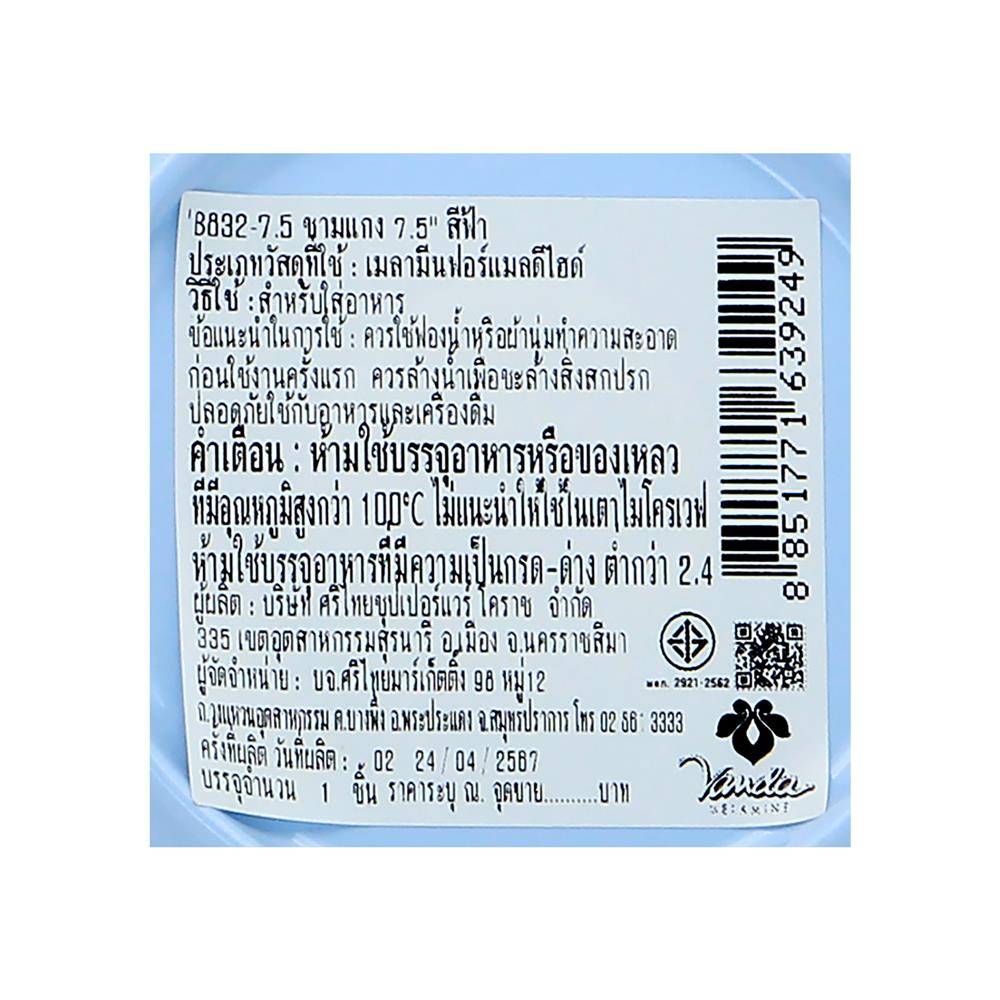 B832-7.5 ชามแกง 7.5" สีฟ้า
ประเภทวัสดุที่ใช้ : เมลามีนฟอร์แมลดีไฮด์
วิธีใช้ : สำหรับใส่อาหาร
ข้อแนะนำในการใช้ : ควรใช้ฟองน้ำหรือผ้านุ่มทำความสะอาด
ก่อนใช้งานครั้งแรก ควรล้างน้ำเพื่อชะล้างสิ่งสกปรก
ปลอดภัยใช้กับอาหารและเครื่องดื่ม
คำเตือน : ห้ามใช้บรรจุอาหารหรือของเหลว
ที่มีอุณหภูมิสูงกว่า 100°C ไม่แนะนำให้ใช้ในเตาไมโครเวฟ
ห้ามใช้บรรจุอาหารที่มีความเป็นกรด-ด่าง ต่ำกว่า 2.4
ผู้ผลิต : บริษัท ศรีไทยซุปเปอร์แวร์ โคราช จำกัด
335 เขตอุตสาหกรรมสุรนารี อ.เมือง จ.นครราชสีมา
ผู้จัดจำหน่าย : บจ.ศรีไทยมาร์เก็ตติ้ง 98 หมู่12
ถ.วงแหวนอุตสาหกรรม ต.บางพึ่ง อ.พระประแดง จ.สมุทรปราการ โทร 02 3333
ครั้งที่ผลิต วันที่ผลิต : 02 24/04/2567
บรรจุจำนวน 1 ชิ้น ราคาระบุ ณ. จุดขาย..........บาท
8 851771 639249
มอก. 2921-2562
Vanda
MELAMINE